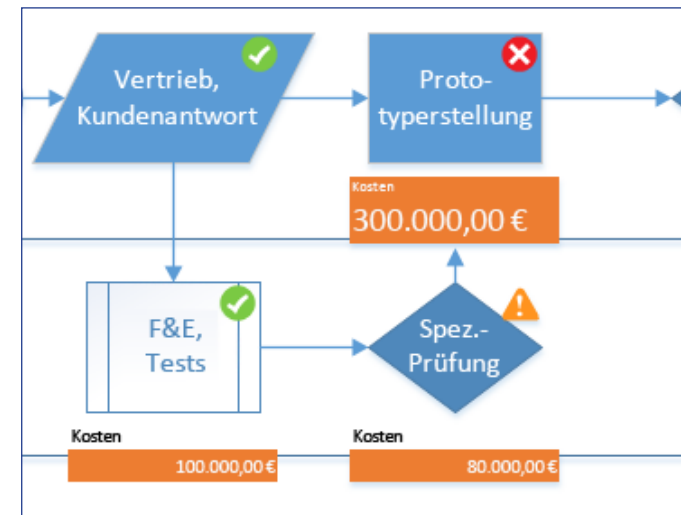 Vertrieb,
Kundenantwort
Proto-
typerstellung
Kosten
300.000,00 €
F&E,
Tests
Spez.-
Prüfung
Kosten
100.000,00 €
Kosten
80.000,00 €